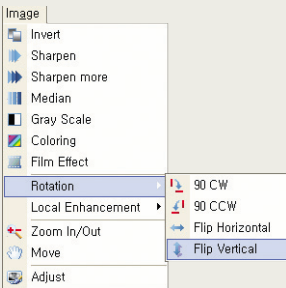 Image
Invert
Sharpen
Sharpen more
Median
Gray Scale
Coloring
Film Effect
Rotation
90 CW
Local Enhancement
90 CCW
Zoom In/Out
Flip Horizontal
Move
Flip Vertical
Adjust